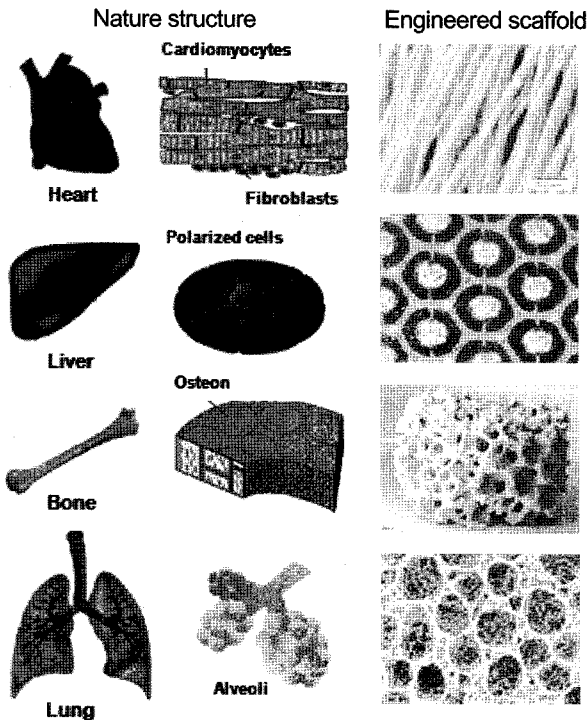 Nature structure
Engineered scaffold
Cardiomyocytes
Heart
Fibroblasts
Polarized cells
Liver
Osteon
Bone
Alveoli
Lung